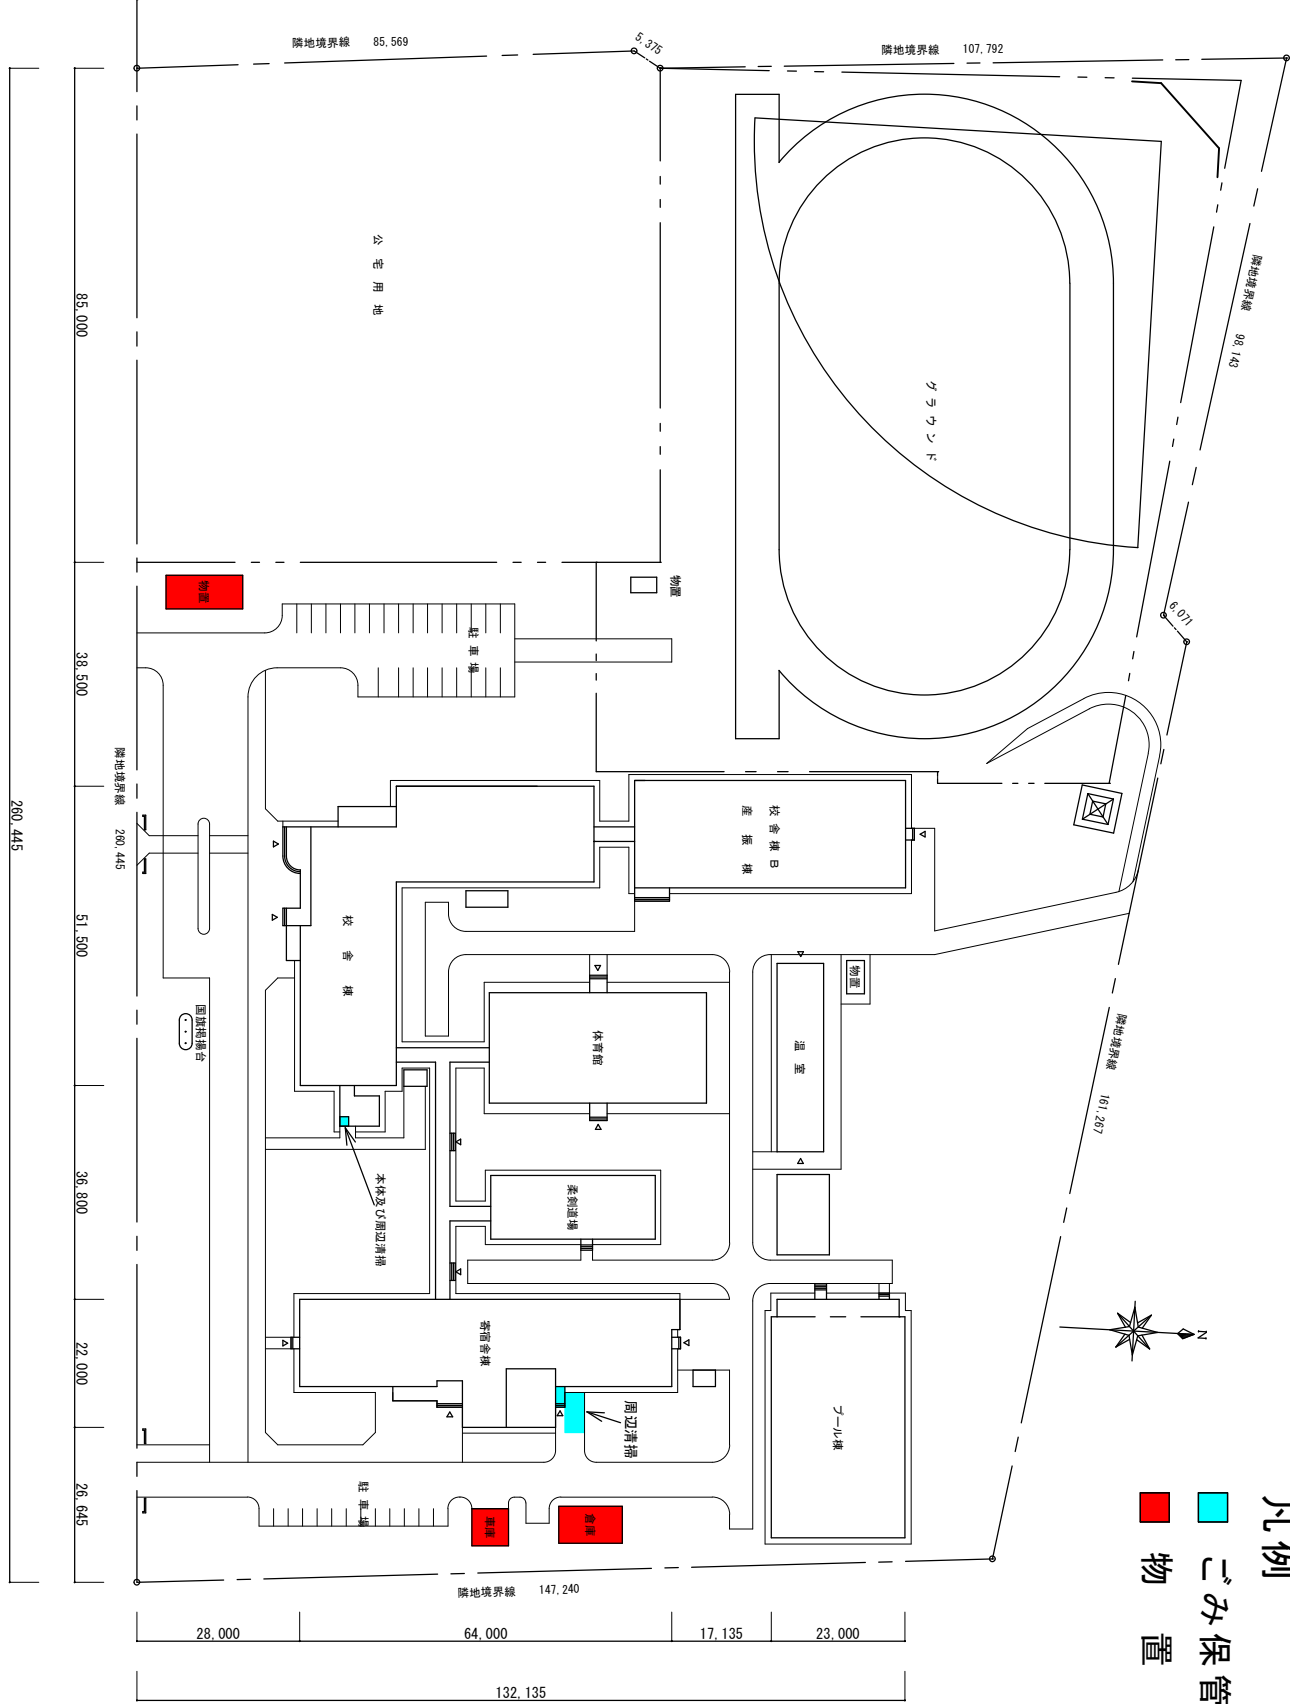 隣地境界線 85,569
5,375
隣地境界線 107,792
公宅用地
グラウンド
隣地境界線 98,143
6,071
85,000
38,500
51,500
36,800
22,000
26,645
260,445
物置
物置
駐車場
隣地境界線 260,445
校舎棟B
産振棟
校舎棟
国旗掲揚台
体育館
物置
温室
隣地境界線 161,267
本体及び周辺清掃
柔剣道場
寄宿舎棟
周辺清掃
プール棟
N
駐車場
車庫
倉庫
隣地境界線 147,240
28,000
64,000
17,135
23,000
132,135
凡例
ごみ保管
物置